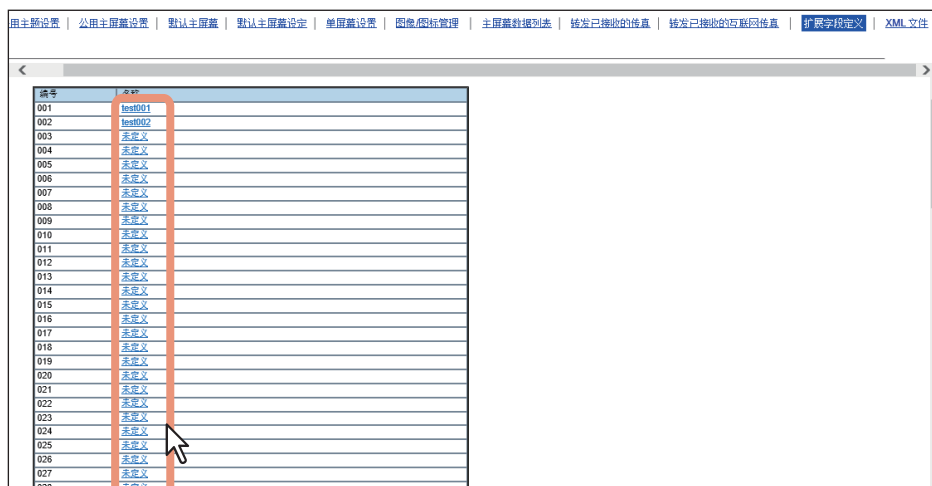 用主题设置 | 公用主屏幕设置 | 默认主屏幕 | 默认主屏幕设定 | 单屏幕设置 | 图像/图标管理 | 主屏幕数据列表 | 转发已接收的传真 | 转发已接收的互联网传真 | 扩展字段定义 | XML 文件
编号 名称
001 test001
002 test002
003 未定义
004 未定义
005 未定义
006 未定义
007 未定义
008 未定义
009 未定义
010 未定义
011 未定义
012 未定义
013 未定义
014 未定义
015 未定义
016 未定义
017 未定义
018 未定义
019 未定义
020 未定义
021 未定义
022 未定义
023 未定义
024 未定义
025 未定义
026 未定义
027 未定义
028 未定义